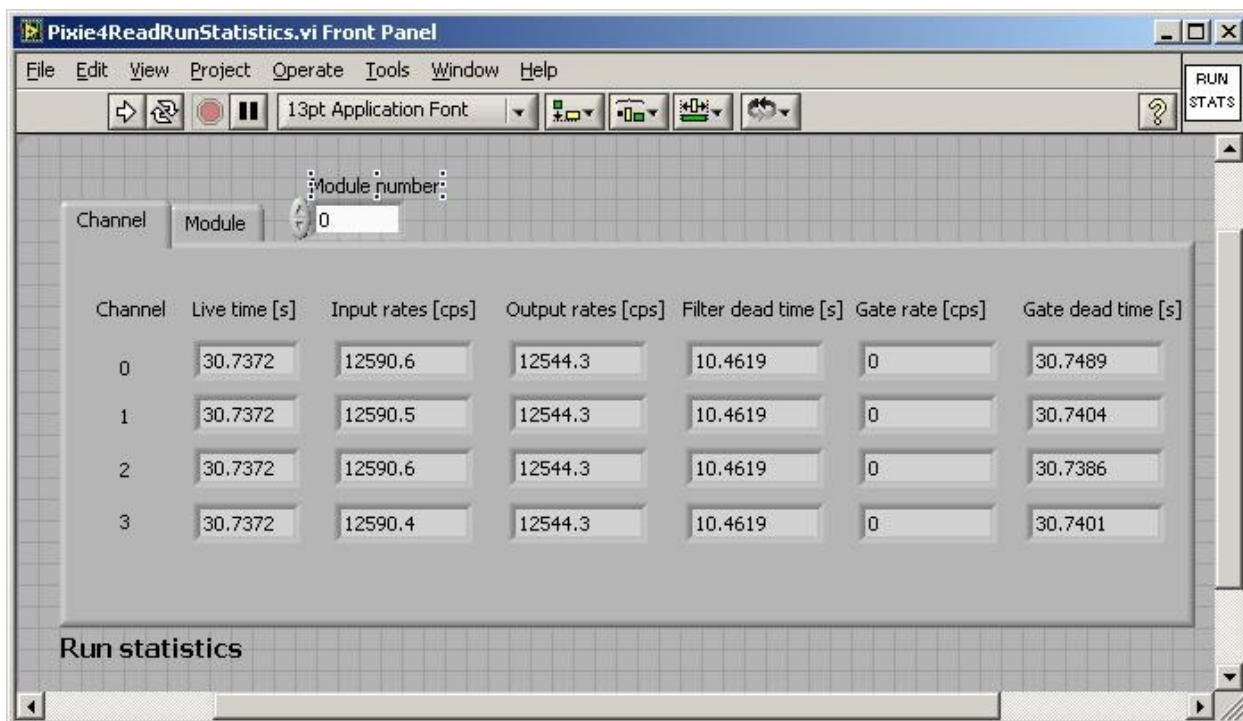 Pixie4ReadRunStatistics.vi Front Panel
File Edit View Project Operate Tools Window Help
RUN
STATS
13pt Application Font
Module number
Channel Module 0
Channel Live time [s] Input rates [cps] Output rates [cps] Filter dead time [s] Gate rate [cps] Gate dead time [s]
0 30.7372 12590.6 12544.3 10.4619 0 30.7489
1 30.7372 12590.5 12544.3 10.4619 0 30.7404
2 30.7372 12590.6 12544.3 10.4619 0 30.7386
3 30.7372 12590.4 12544.3 10.4619 0 30.7401
Run statistics